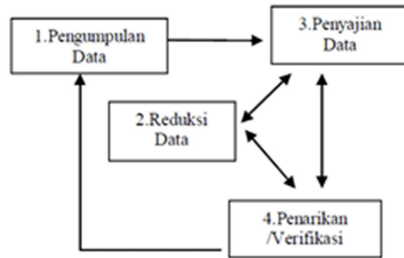 1.Pengumpulan
Data
3.Penyajian
Data
2.Reduksi
Data
4.Penarikan
/Verifikasi